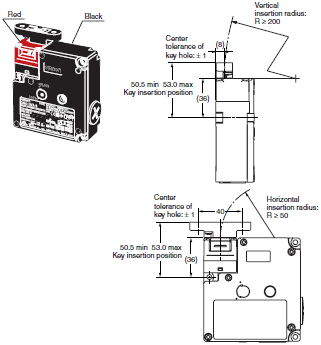 Red
Black
Vertical
insertion radius:
R ≥ 200
Center
tolerance of
key hole: ± 1
(8)
50.5 min 53.0 max
Key insertion position
(36)
Center
tolerance of
key hole: ± 1
40
Horizontal
insertion radius:
R ≥ 50
50.5 min 53.0 max
Key insertion position
(36)